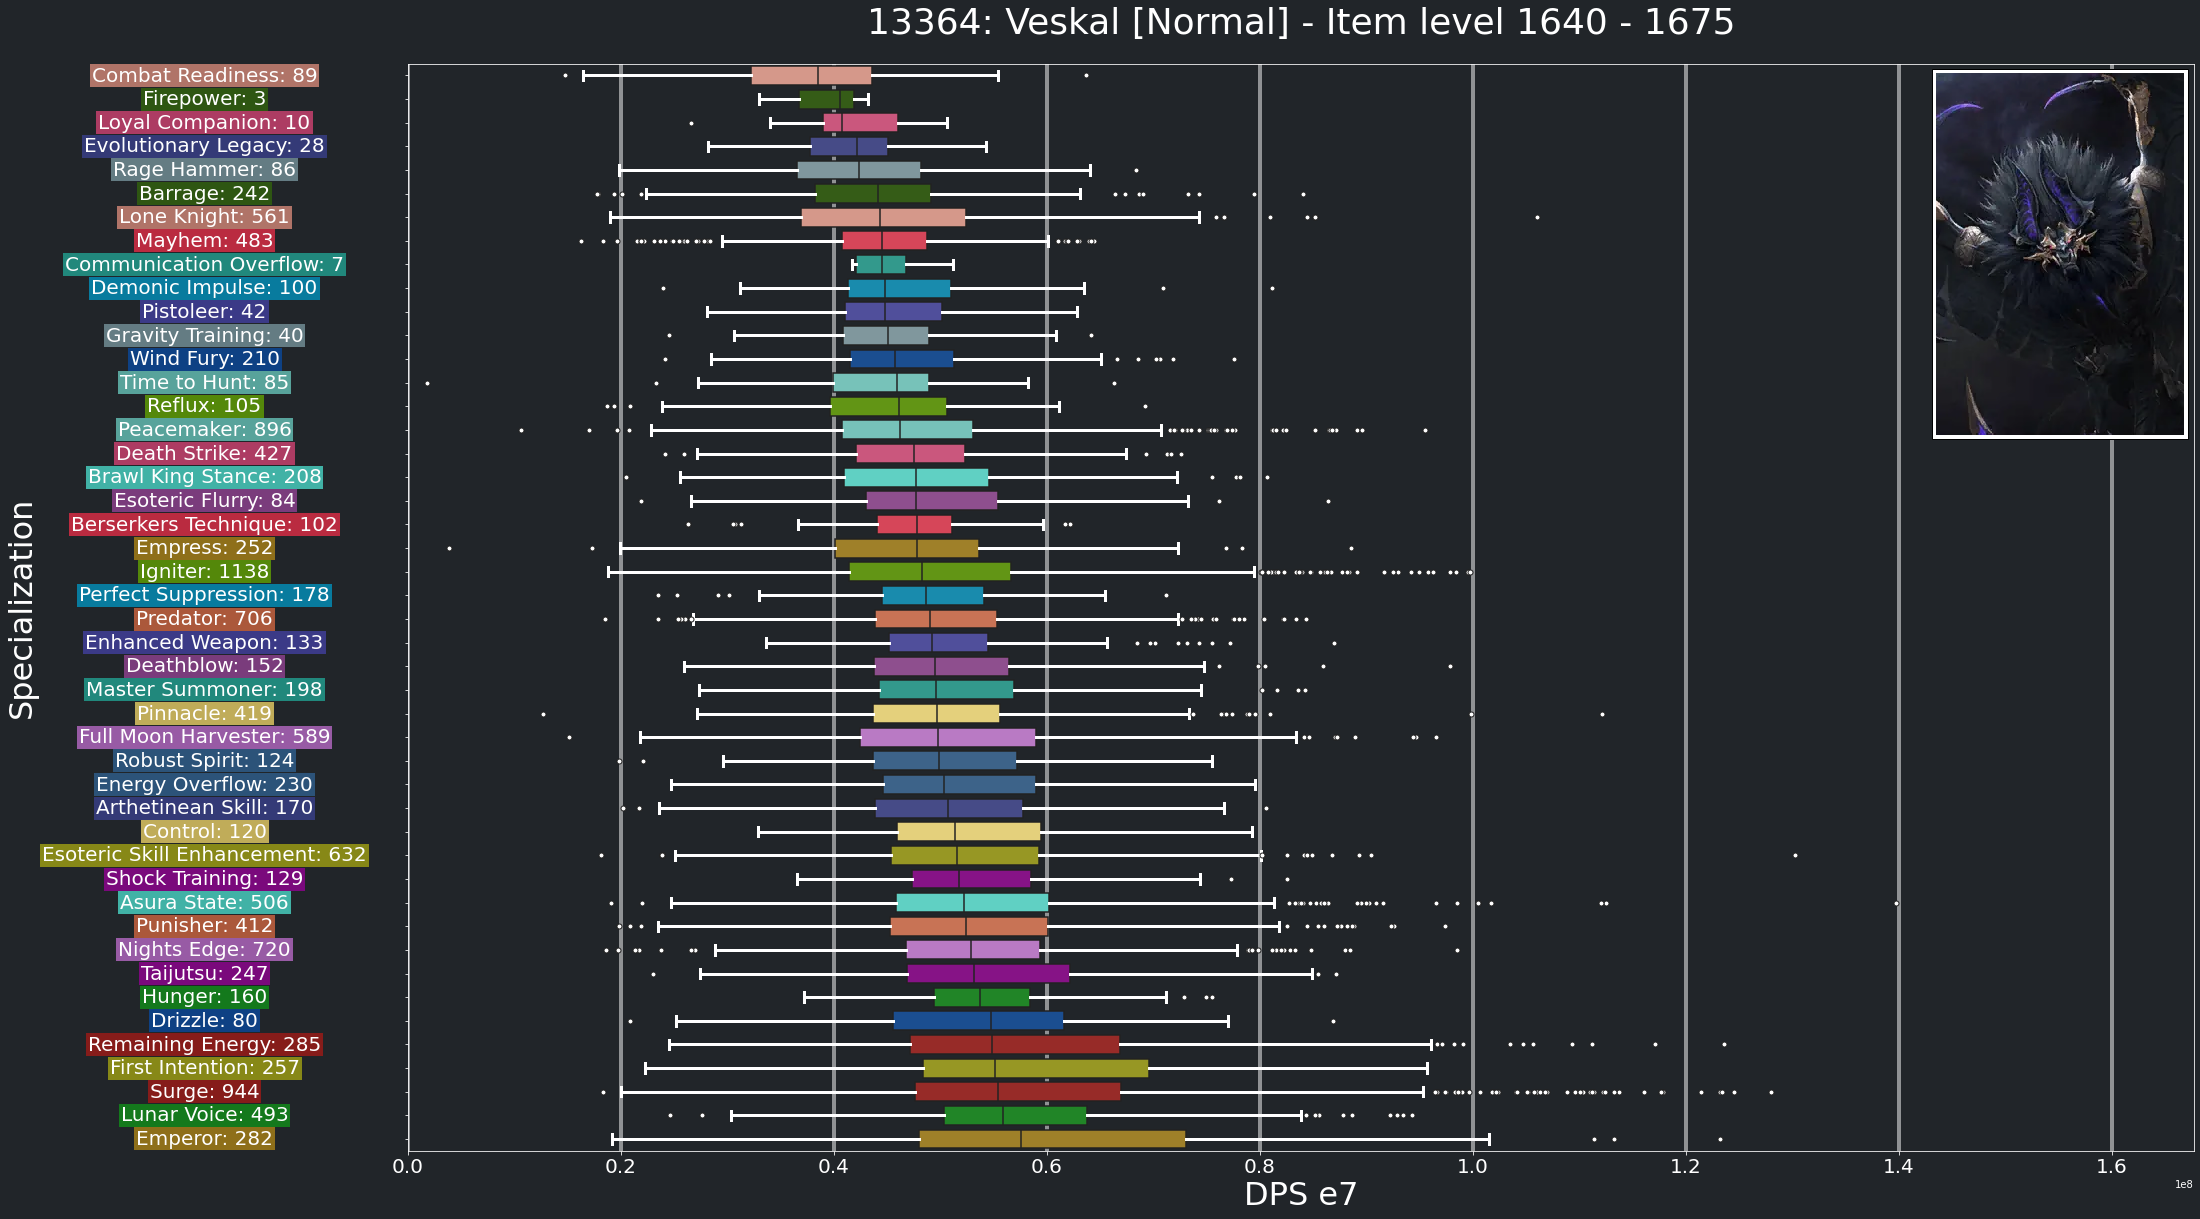 13364: Veskal [Normal] - Item level 1640 - 1675
Specialization
Combat Readiness: 89
Firepower: 3
Loyal Companion: 10
Evolutionary Legacy: 28
Rage Hammer: 86
Barrage: 242
Lone Knight: 561
Mayhem: 483
Communication Overflow: 7
Demonic Impulse: 100
Pistoleer: 42
Gravity Training: 40
Wind Fury: 210
Time to Hunt: 85
Reflux: 105
Peacemaker: 896
Death Strike: 427
Brawl King Stance: 208
Esoteric Flurry: 84
Berserkers Technique: 102
Empress: 252
Igniter: 1138
Perfect Suppression: 178
Predator: 706
Enhanced Weapon: 133
Deathblow: 152
Master Summoner: 198
Pinnacle: 419
Full Moon Harvester: 589
Robust Spirit: 124
Energy Overflow: 230
Arthetinean Skill: 170
Control: 120
Esoteric Skill Enhancement: 632
Shock Training: 129
Asura State: 506
Punisher: 412
Nights Edge: 720
Taijutsu: 247
Hunger: 160
Drizzle: 80
Remaining Energy: 285
First Intention: 257
Surge: 944
Lunar Voice: 493
Emperor: 282
0.0 0.2 0.4 0.6 0.8 1.0 1.2 1.4 1.6
DPS e7
1e8